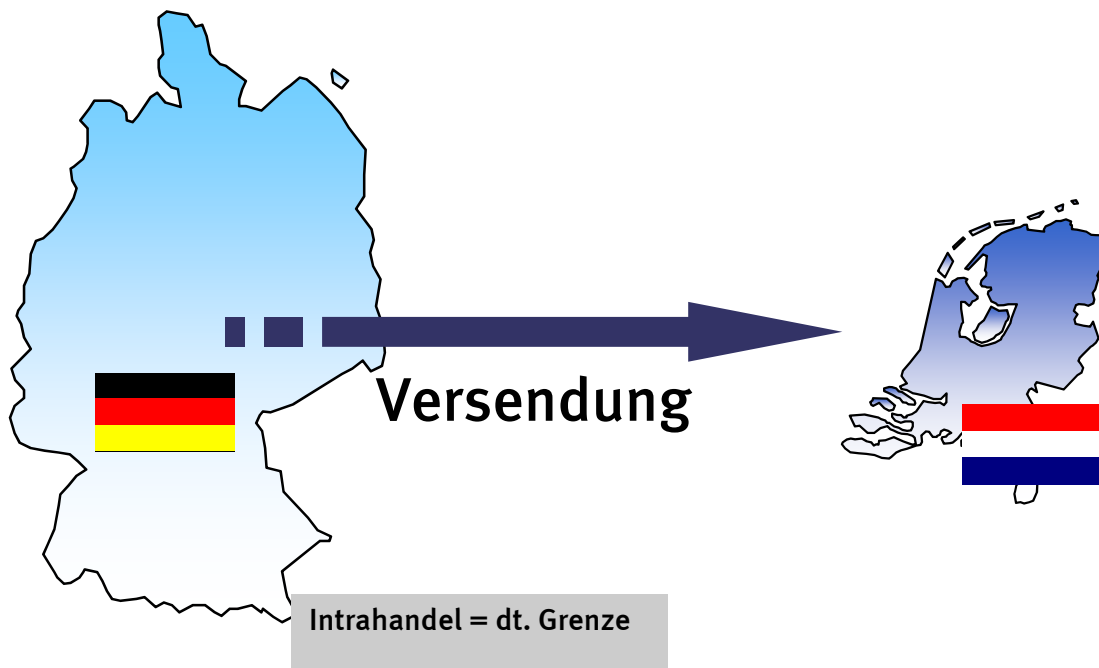 Versendung
Intrahandel = dt. Grenze